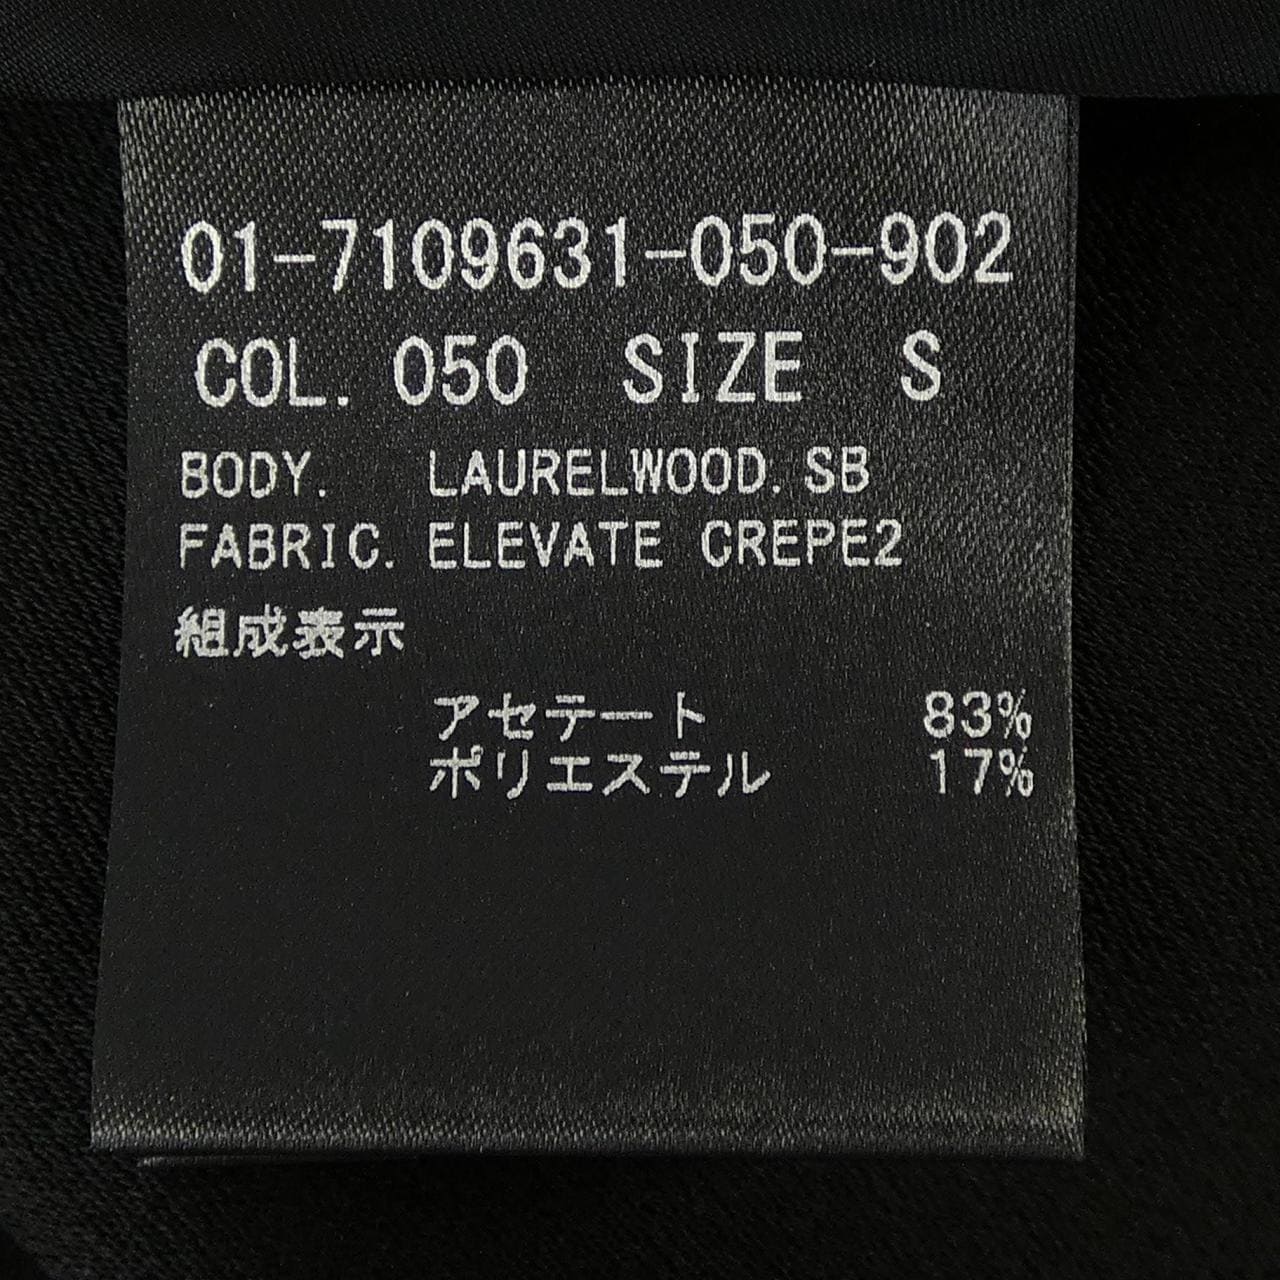 01-7109631-050-902
COL. 050 SIZE S
BODY. LAURELWOOD. SB
FABRIC. ELEVATE CREPE2
組成表示
アセテート 83%
ポリエステル 17%